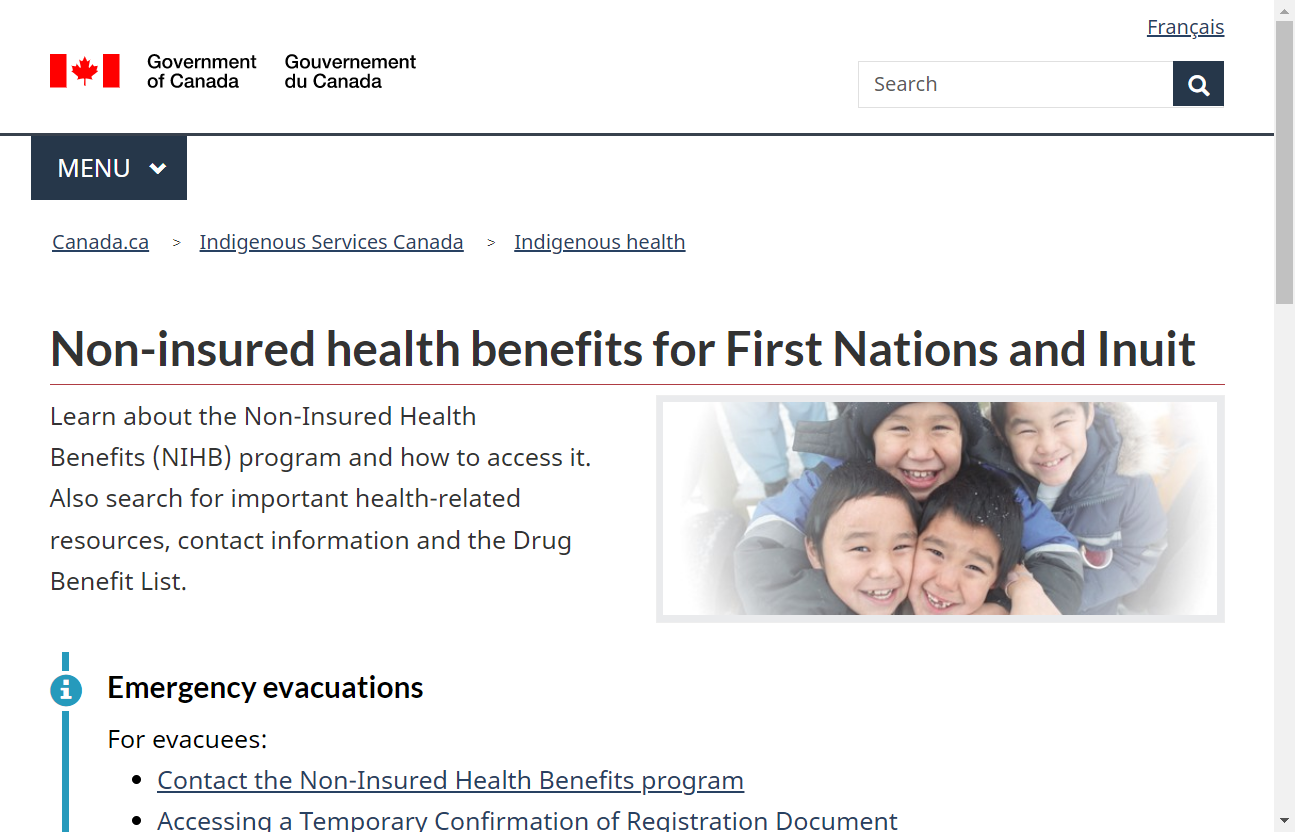 Français
Government of Canada
Gouvernement du Canada
Search
MENU
Canada.ca > Indigenous Services Canada > Indigenous health
Non-insured health benefits for First Nations and Inuit
Learn about the Non-Insured Health
Benefits (NIHB) program and how to access it.
Also search for important health-related
resources, contact information and the Drug
Benefit List.
Emergency evacuations
For evacuees:
• Contact the Non-Insured Health Benefits program
• Accessing a Temporary Confirmation of Registration Document